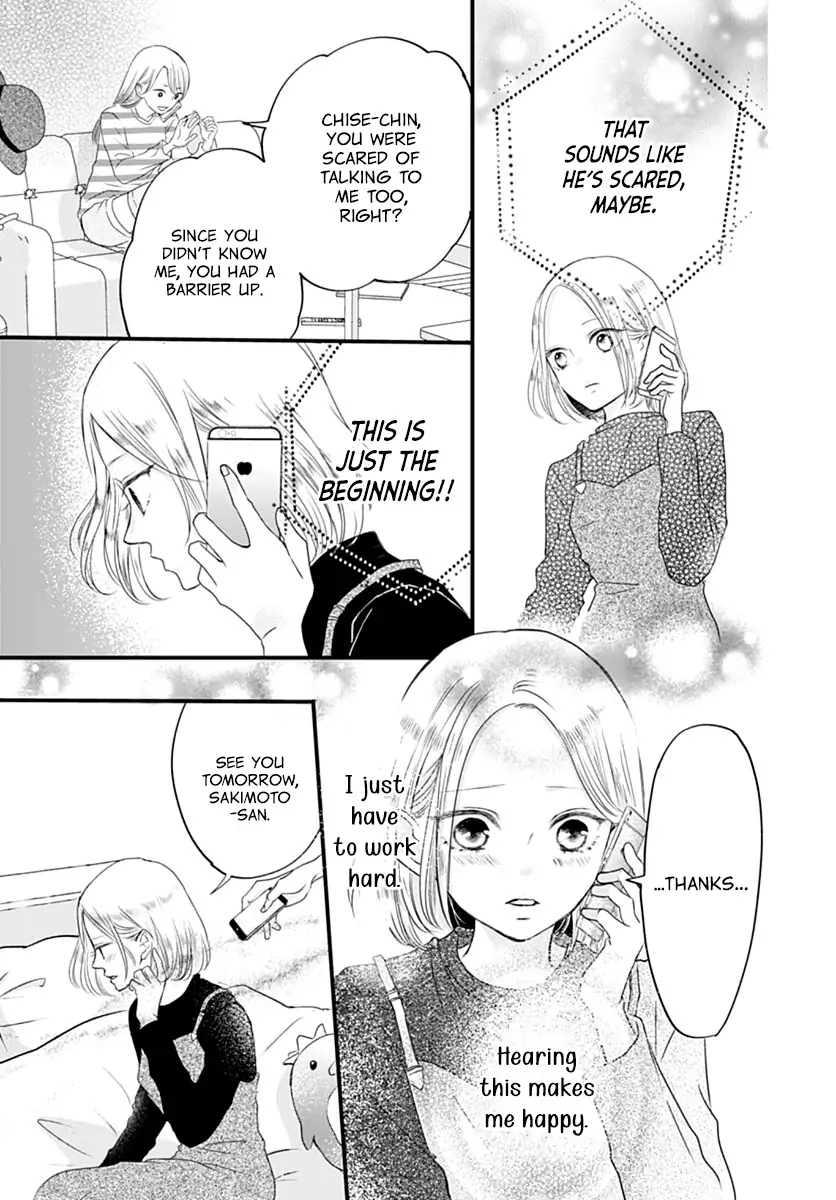 THAT
SOUNDS LIKE
HE'S SCARED,
MAYBE.
CHISE-CHIN,
YOU WERE
SCARED OF
TALKING TO
ME TOO,
RIGHT?
SINCE YOU
DIDN'T KNOW
ME, YOU HAD A
BARRIER UP.
THIS IS
JUST THE
BEGINNING!!
...THANKS...
I just
have
to work
hard.
Hearing
this makes
me happy.
SEE YOU
TOMORROW,
SAKIMOTO
-SAN.